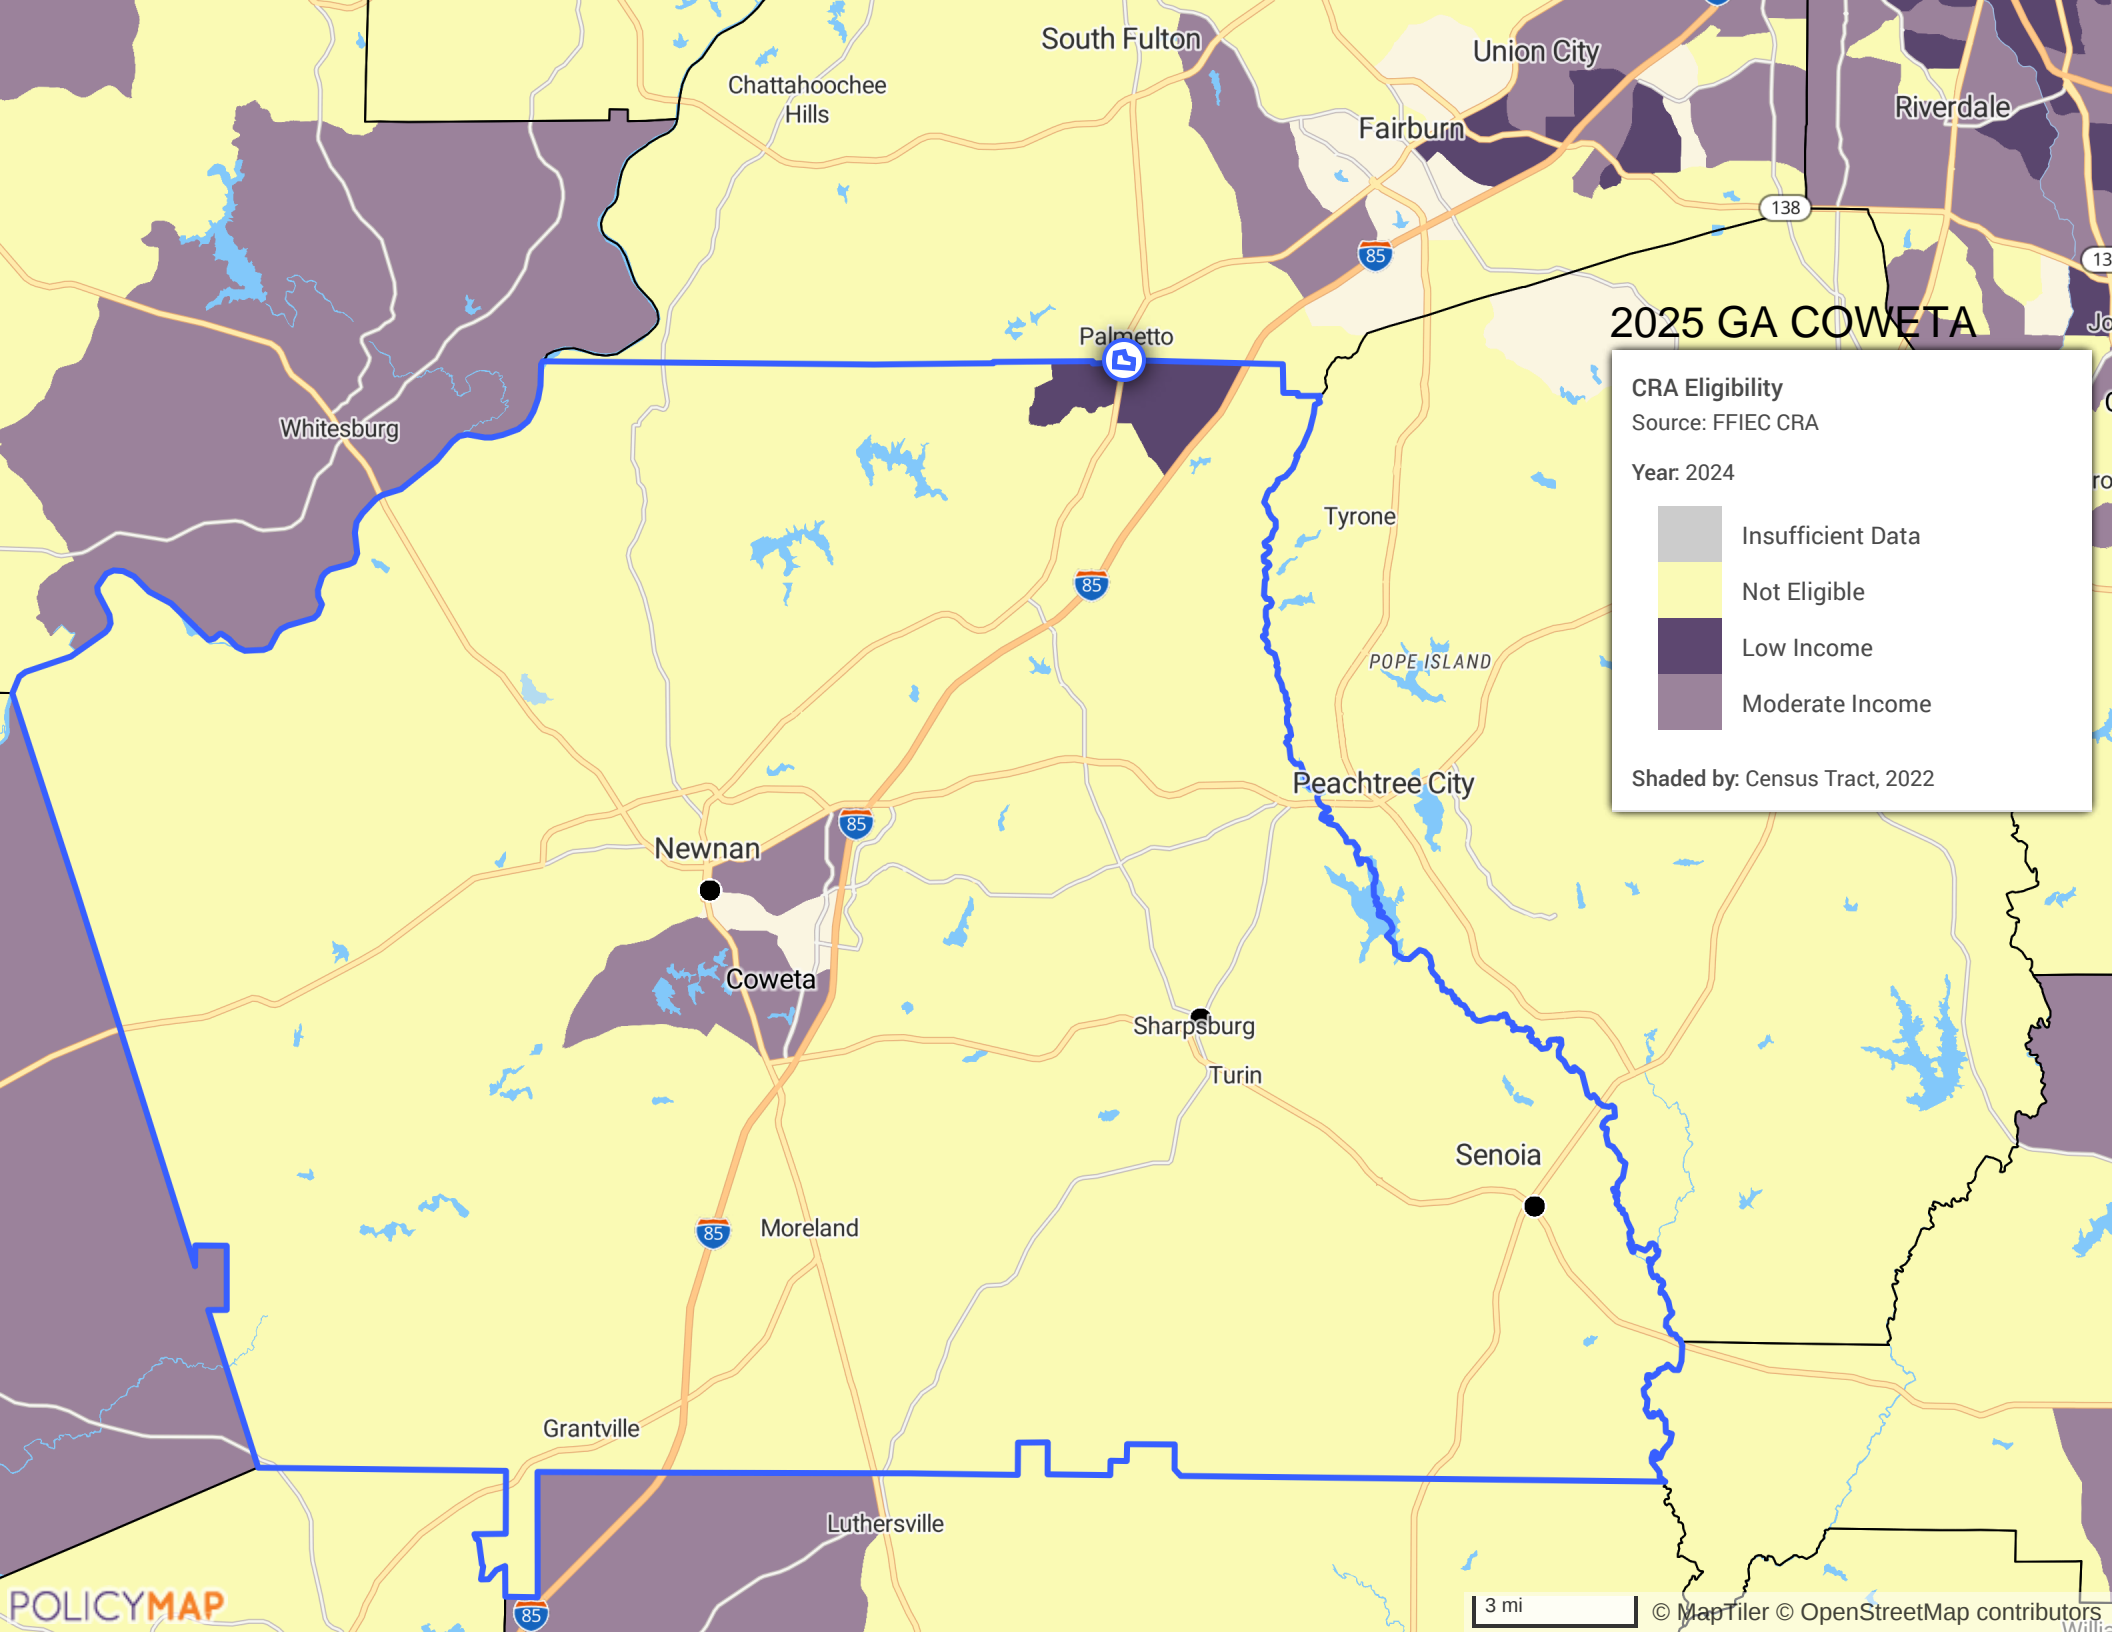 South Fulton
Union City
Chattahoochee
Hills
Riverdale
Fairburn
138
85
13
Palmetto
2025 GA COWETA
Jo
CRA Eligibility
Source: FFIEC CRA
Whitesburg
Year: 2024
ro
Tyrone
Insufficient Data
85
Not Eligible
Low Income
POPE ISLAND
Moderate Income
Peachtree City
Shaded by: Census Tract, 2022
85
Newnan
Coweta
Sharpsburg
Turin
Senoia
85
Moreland
Grantville
Luthersville
POLICYMAP
85
3 mi
© MapTiler © OpenStreetMap contributors